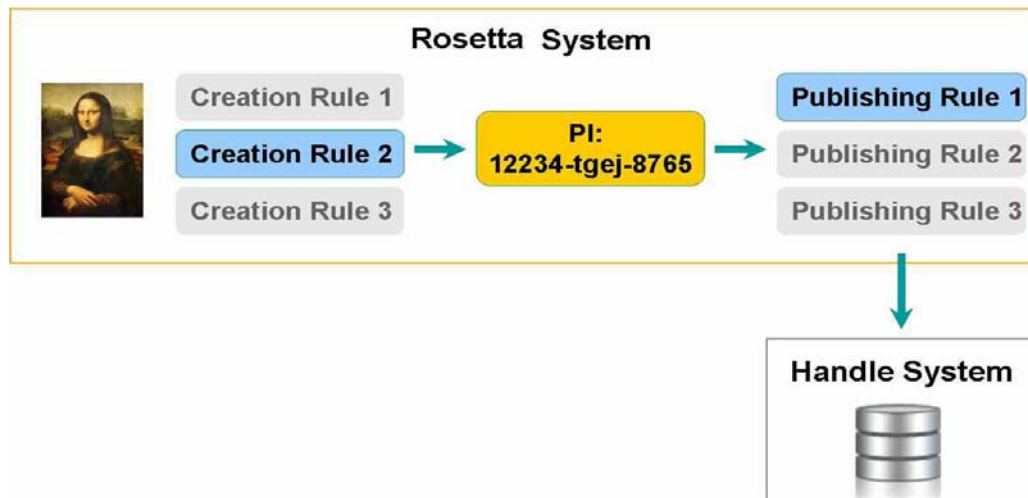 Rosetta System
Creation Rule 1
Creation Rule 2
Creation Rule 3
PI:
12234-tgej-8765
Publishing Rule 1
Publishing Rule 2
Publishing Rule 3
Handle System